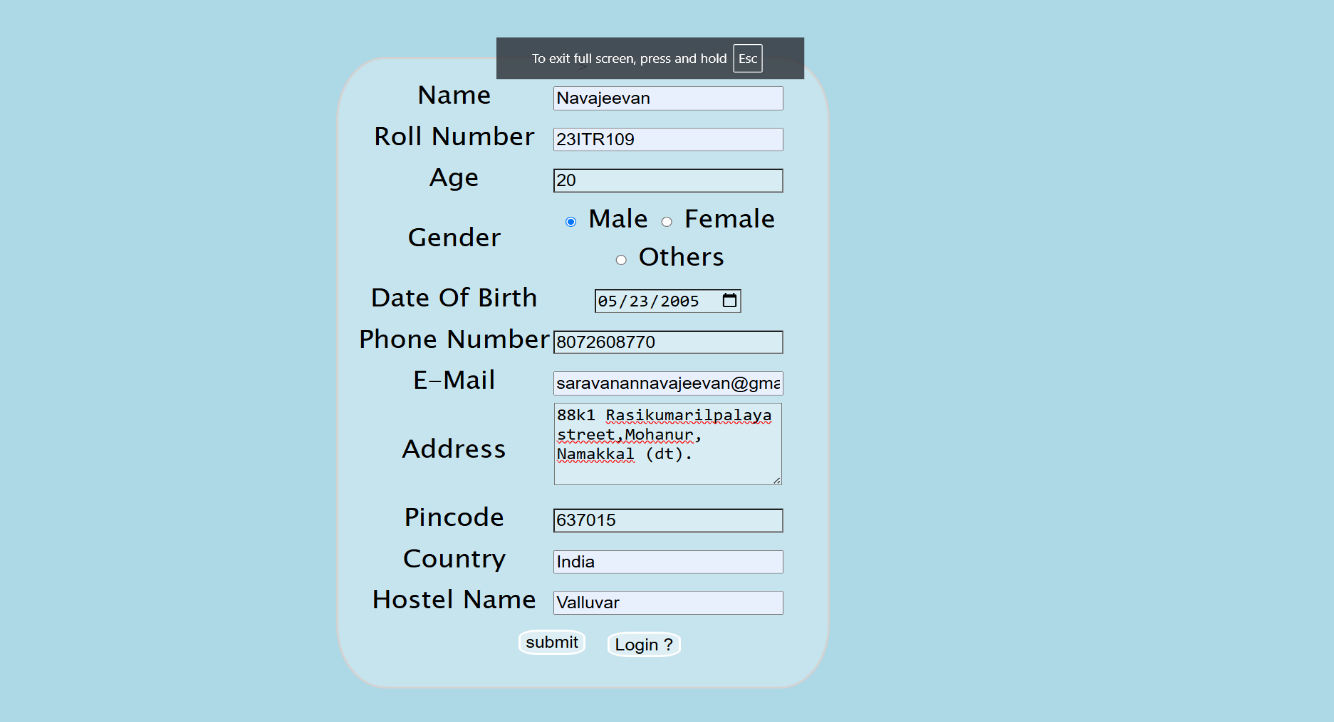 To exit full screen, press and hold Esc
Name Navajeevan
Roll Number 23ITR109
Age 20
Male Female
Gender
Others
Date Of Birth 05/23/2005
Phone Number 8072608770
E-Mail saravanannavajeevan@gma
88k1 Rasikumarilpalaya
street,Mohanur,
Address
Namakkal (dt).
Pincode 637015
Country India
Hostel Name Valluvar
submit Login ?